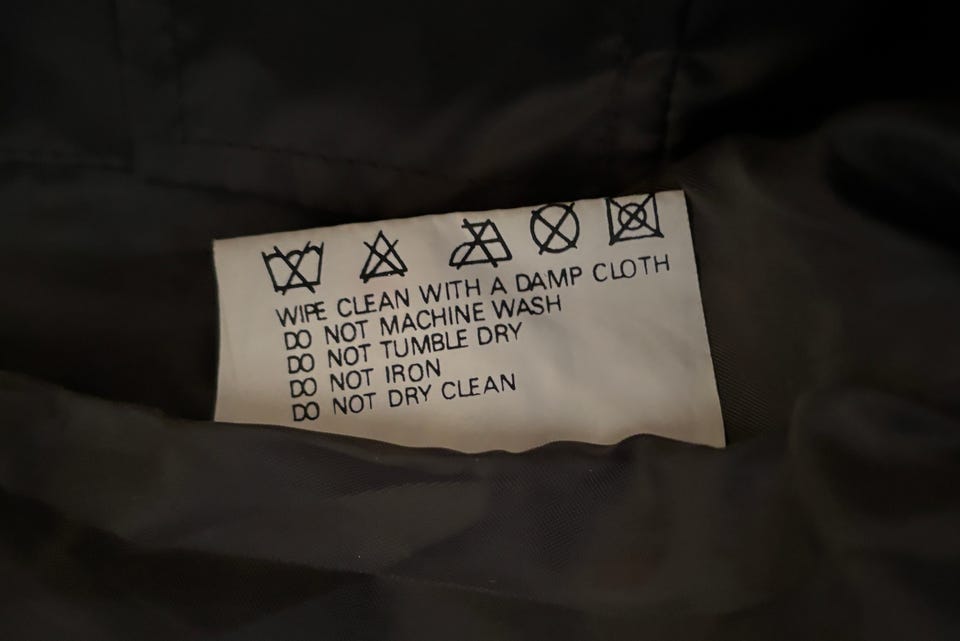 WIPE CLEAN WITH A DAMP CLOTH
DO NOT MACHINE WASH
DO NOT TUMBLE DRY
DO NOT IRON
DO NOT DRY CLEAN